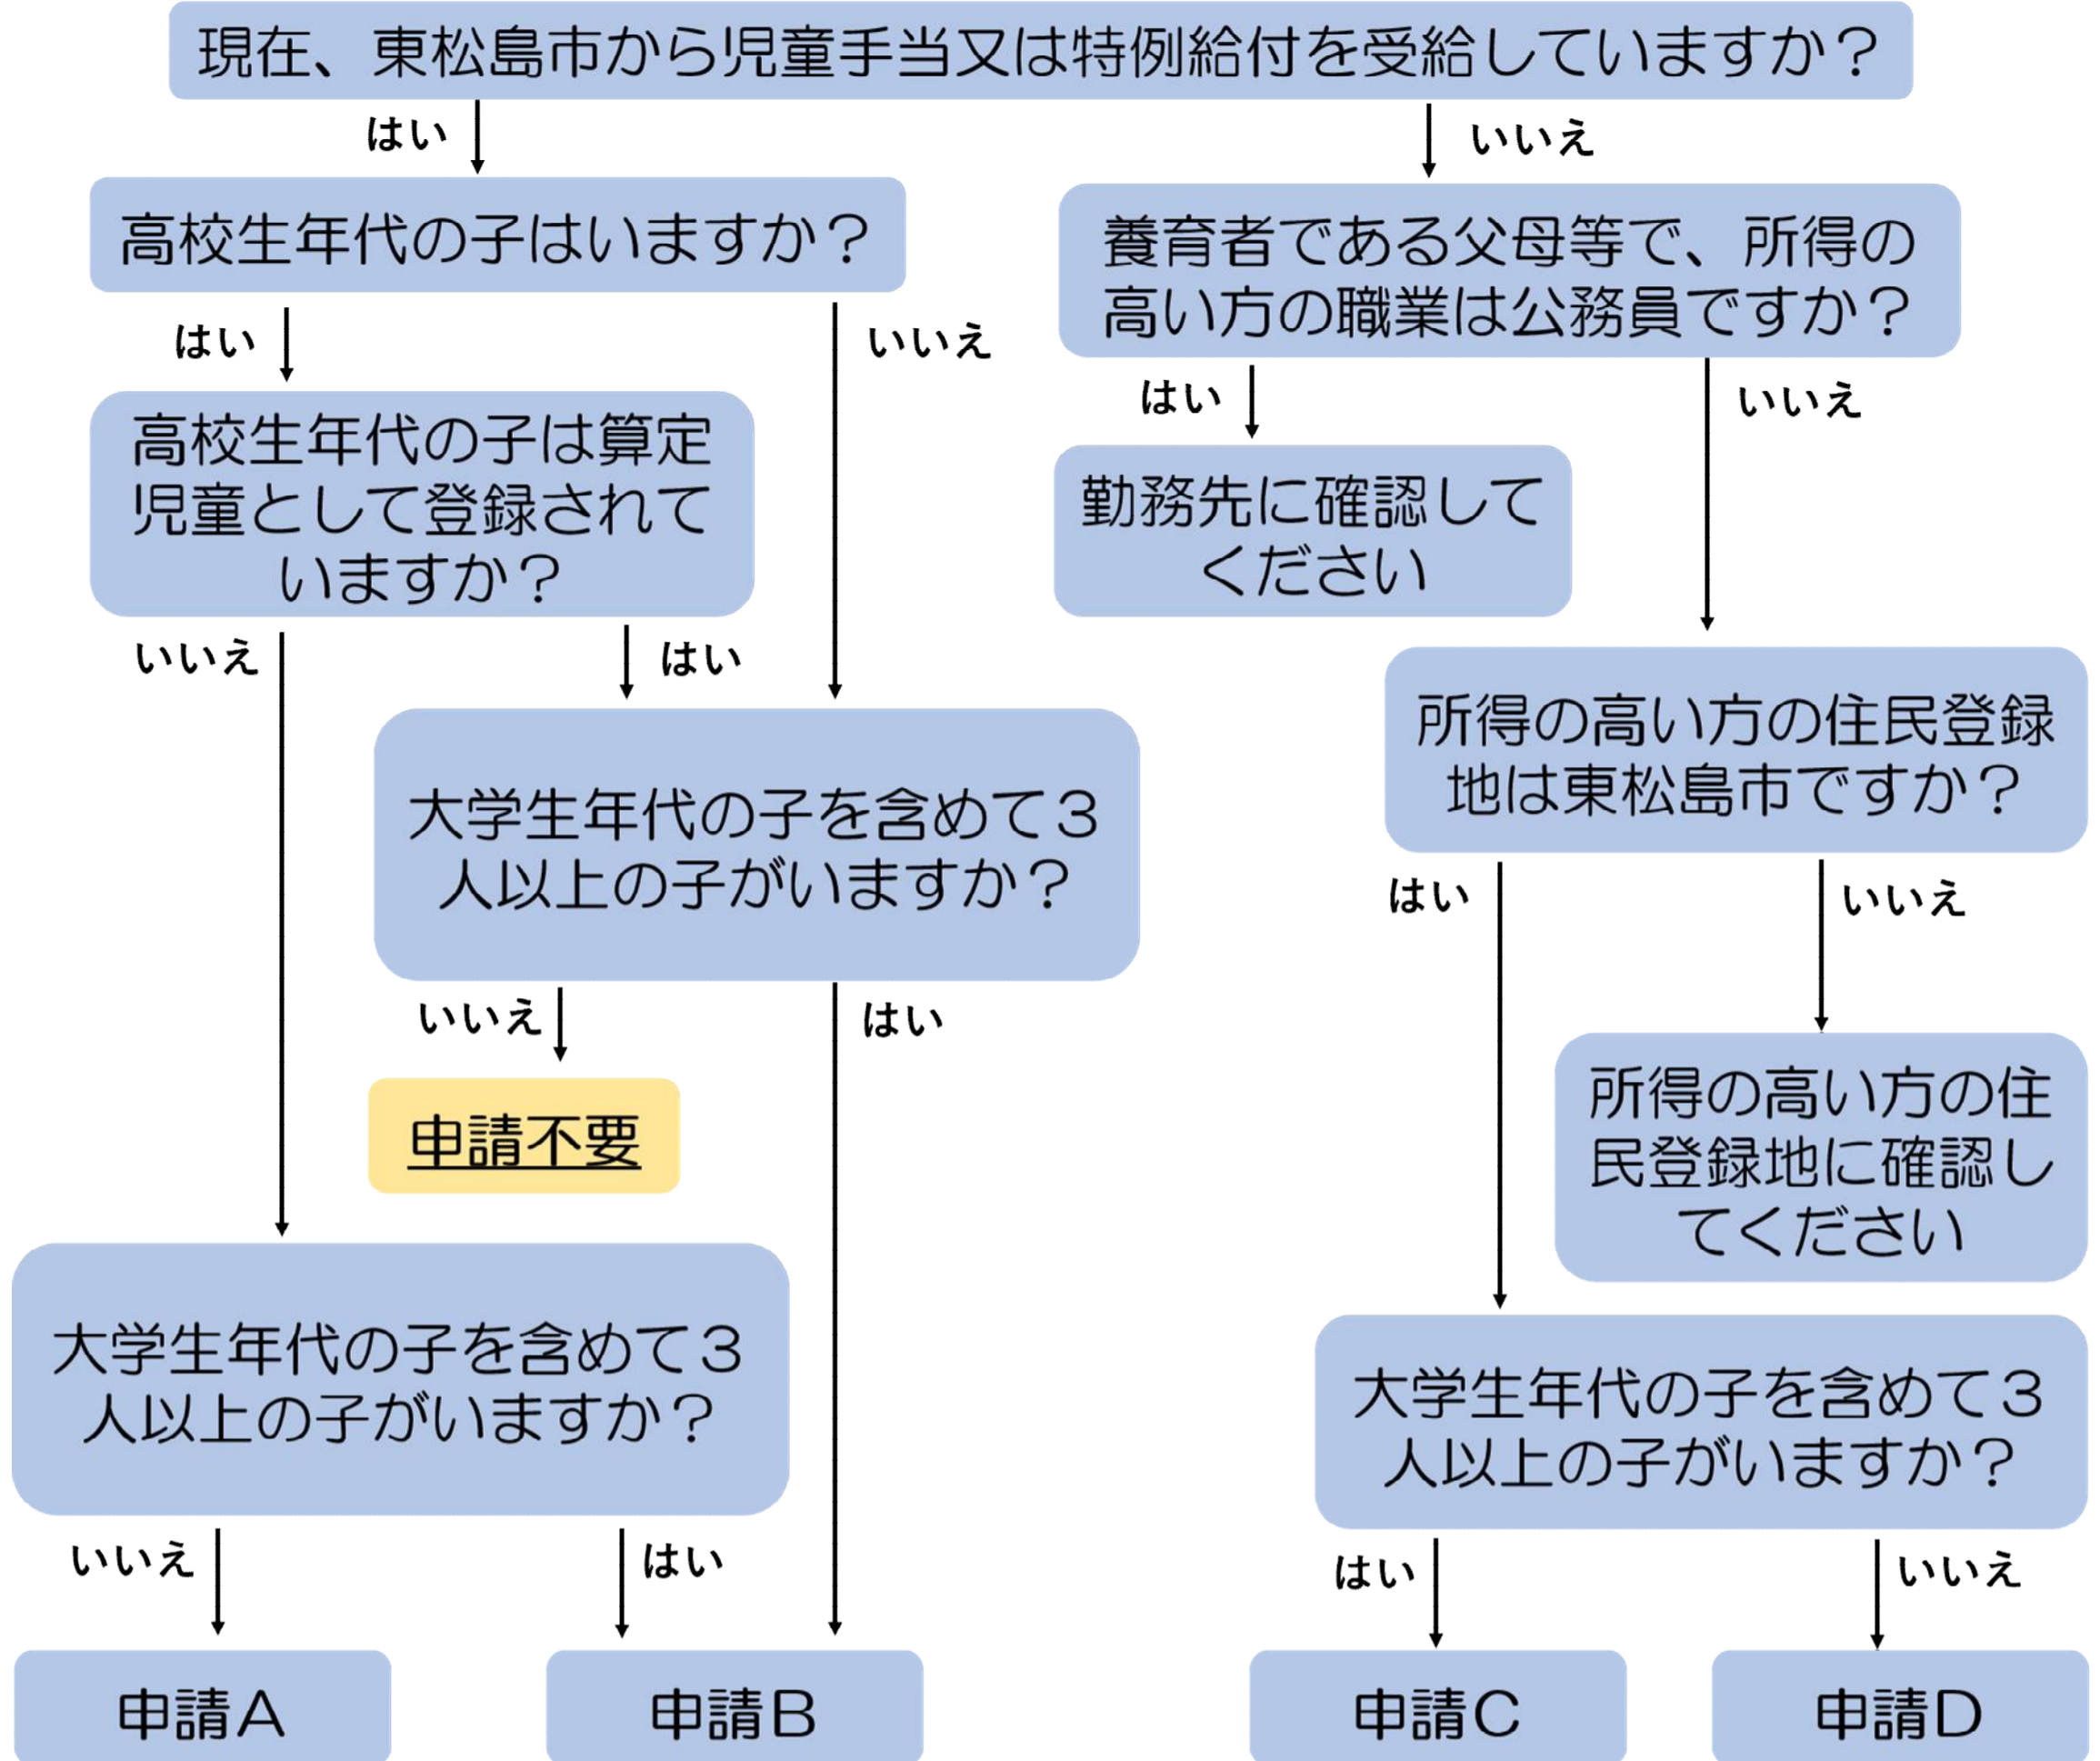 現在、東松島市から児童手当又は特例給付を受給していますか？
はい
いいえ
高校生年代の子はいますか？
養育者である父母等で、所得の
高い方の職業は公務員ですか？
はい
いいえ
はい
いいえ
高校生年代の子は算定
児童として登録されて
いますか？
勤務先に確認して
ください
いいえ
はい
所得の高い方の住民登録
地は東松島市ですか？
大学生年代の子を含めて３
人以上の子がいますか？
はい
いいえ
いいえ
はい
申請不要
所得の高い方の住
民登録地に確認し
てください
大学生年代の子を含めて３
人以上の子がいますか？
大学生年代の子を含めて３
人以上の子がいますか？
いいえ
はい
はい
いいえ
申請Ａ
申請Ｂ
申請Ｃ
申請Ｄ